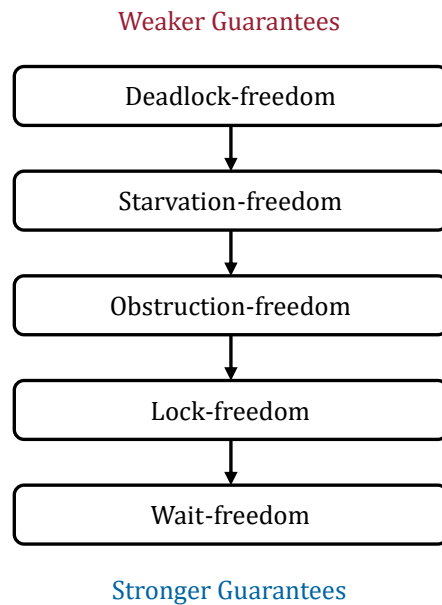 Weaker Guarantees
Deadlock-freedom
Starvation-freedom
Obstruction-freedom
Lock-freedom
Wait-freedom
Stronger Guarantees